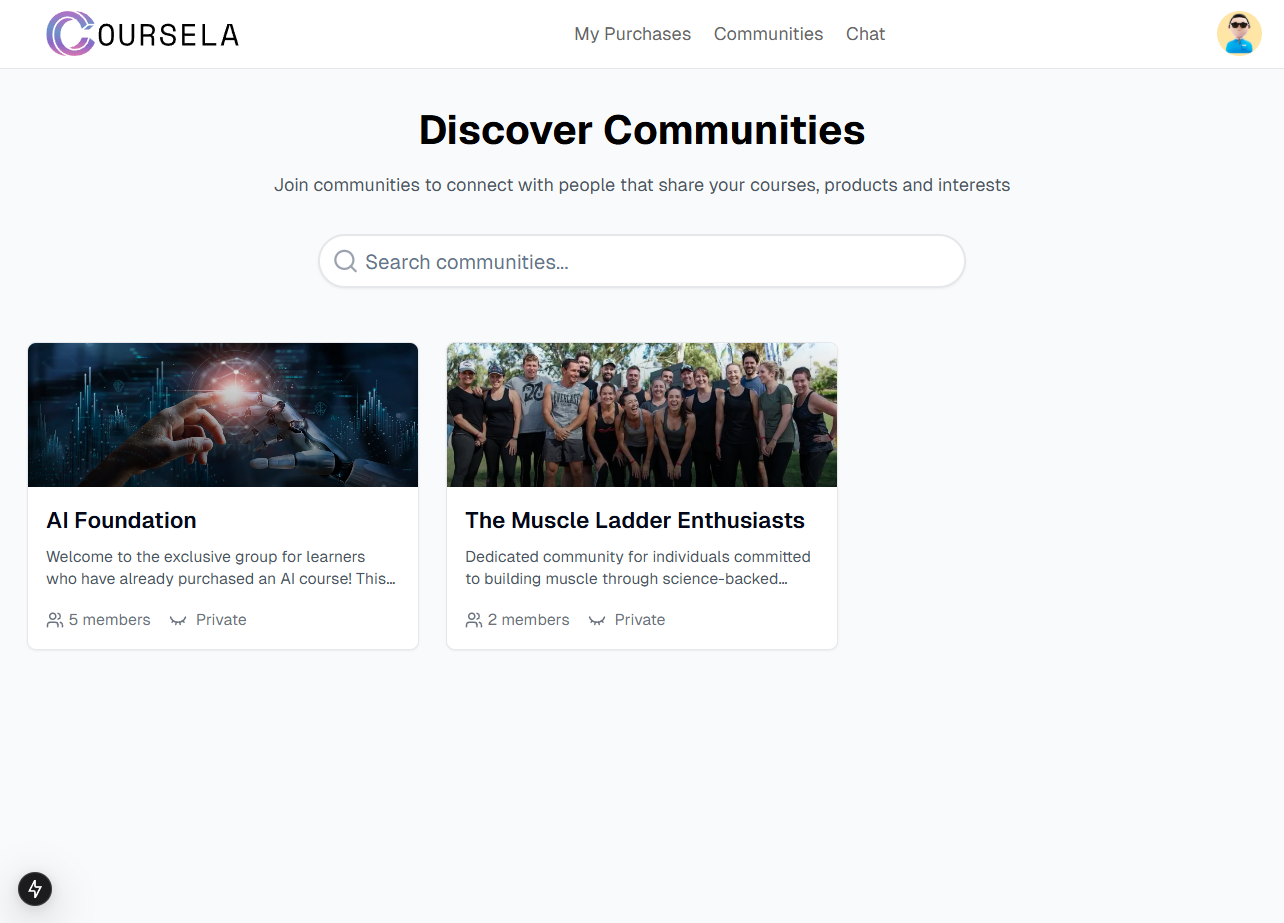 COURSELA
My Purchases Communities Chat
Discover Communities
Join communities to connect with people that share your courses, products and interests
Search communities...
AI Foundation
Welcome to the exclusive group for learners
who have already purchased an AI course! This...
5 members Private
The Muscle Ladder Enthusiasts
Dedicated community for individuals committed
to building muscle through science-backed...
2 members Private